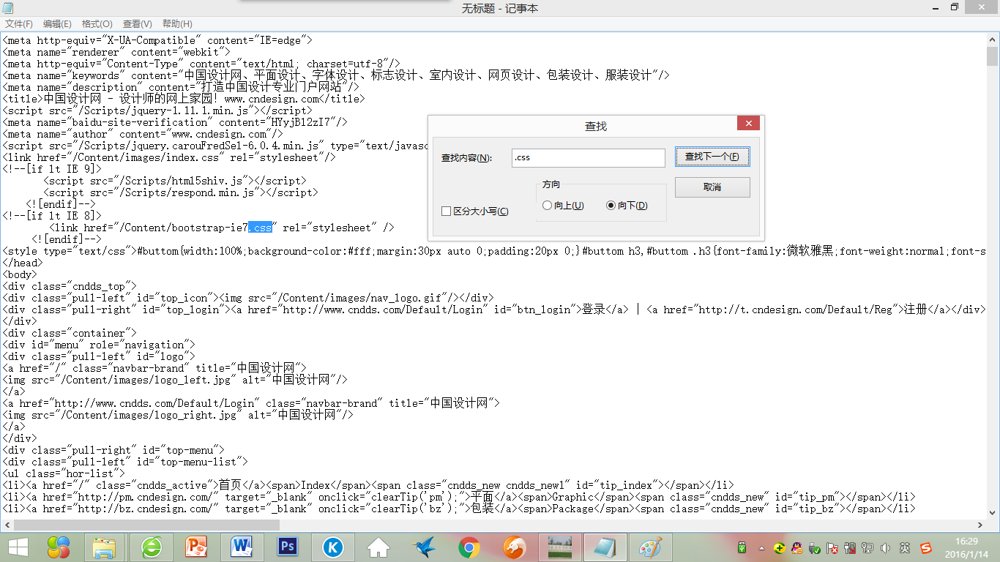 无标题 - 记事本
文件(F) 编辑(E) 格式(O) 查看(V) 帮助(H)
<meta http-equiv="X-UA-Compatible" content="IE=edge">
<meta name="renderer" content="webkit">
<meta http-equiv="Content-Type" content="text/html; charset=utf-8"/>
<meta name="keywords" content="中国设计网、平面设计、字体设计、标志设计、室内设计、网页设计、包装设计、服装设计"/>
<meta name="description" content="打造中国设计专业门户网站"/>
<title>中国设计网 - 设计师的网上家园! www.cndesign.com</title>
<script src="/Scripts/jquery-1.11.1.min.js"></script>
<meta name="baidu-site-verification" content="HYyjBl2zI7"/>
<meta name="author" content="www.cndesign.com"/>
<script src="/Scripts/jquery.carouFredSel-6.0.4.min.js" type="text/javasc
<link href="/Content/images/index.css" rel="stylesheet"/>
<!--[if lt IE 9]>
<script src="/Scripts/html5shiv.js"></script>
<script src="/Scripts/respond.min.js"></script>
<![endif]-->
<!--[if lt IE 8]>
<link href="/Content/bootstrap-ie7.css" rel="stylesheet" />
<![endif]-->
<style type="text/css">#buttom{width:100%;background-color:#fff;margin:30px auto 0;padding:20px 0;}#buttom h3,#buttom .h3{font-family:微软雅黑;font-weight:normal;font-s
</head>
<body>
<div class="cndds_top">
<div class="pull-left" id="top_icon"><img src="/Content/images/nav_logo.gif"/></div>
<div class="pull-right" id="top_login"><a href="http://www.cndds.com/Default/Login" id="btn_login">登录</a> | <a href="http://t.cndesign.com/Default/Reg">注册</a></div>
</div>
<div class="container">
<div id="menu" role="navigation">
<div class="pull-left" id="logo">
<a href="/" class="navbar-brand" title="中国设计网">
<img src="/Content/images/logo_left.jpg" alt="中国设计网"/>
</a>
<a href="http://www.cndds.com/Default/Login" class="navbar-brand" title="中国设计网">
<img src="/Content/images/logo_right.jpg" alt="中国设计网"/>
</a>
</div>
<div class="pull-right" id="top-menu">
<div class="pull-left" id="top-menu-list">
<ul class="hor-list">
<li><a href="/" class="cndds_active">首页</a><span>Index</span><span class="cndds_new cndds_new1" id="tip_index"></span></li>
<li><a href="http://pm.cndesign.com/" target="_blank" onclick="clearTip('pm');">平面</a><span>Graphic</span><span class="cndds_new" id="tip_pm"></span></li>
<li><a href="http://bz.cndesign.com/" target="_blank" onclick="clearTip('bz');">包装</a><span>Package</span><span class="cndds_new" id="tip_bz"></span></li>
查找
查找内容(N): .css 查找下一个(F)
取消
方向
区分大小写(C) 向上(U) 向下(D)
英
16:29
2016/1/14